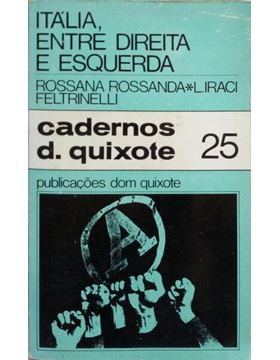 ITÁLIA,
ENTRE DIREITA
E ESQUERDA
ROSSANA ROSSANDA*L.IRACI
FELTRINELLI
cadernos
d. quixote 25
publicações dom quixote
A